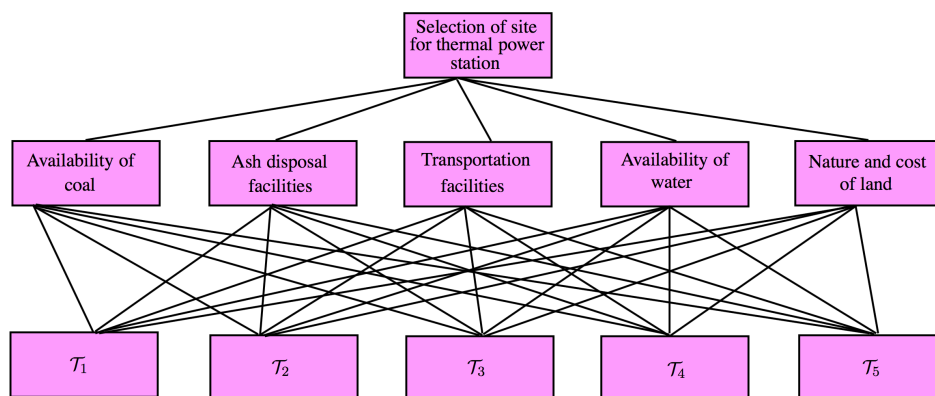 Selection of site
for thermal power
station
Availability of
coal
Ash disposal
facilities
Transportation
facilities
Availability of
water
Nature and cost
of land
𝒯₁
𝒯₂
𝒯₃
𝒯₄
𝒯₅